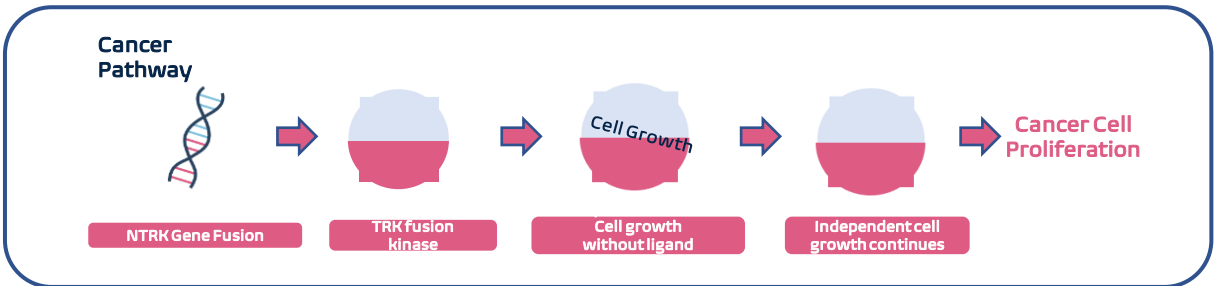 Cancer
Pathway
Cell Growth
Cancer Cell
Proliferation
NTRK Gene Fusion
TRK fusion
kinase
Cell growth
without ligand
Independent cell
growth continues